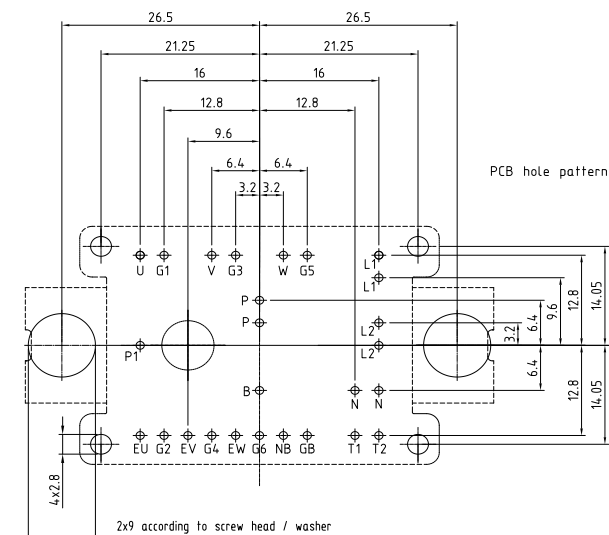 26.5 26.5
21.25 21.25
16 16
12.8 12.8
9.6
6.4 6.4
3.2 3.2
PCB hole pattern
U G1 V G3 W G5 L1
L1
P
P L2
P1 L2
B N N
EU G2 EV G4 EW G6 NB GB T1 T2
3.2 6.4 9.6 12.8 14.05
6.4 12.8 14.05
4x2.8
2x9 according to screw head / washer